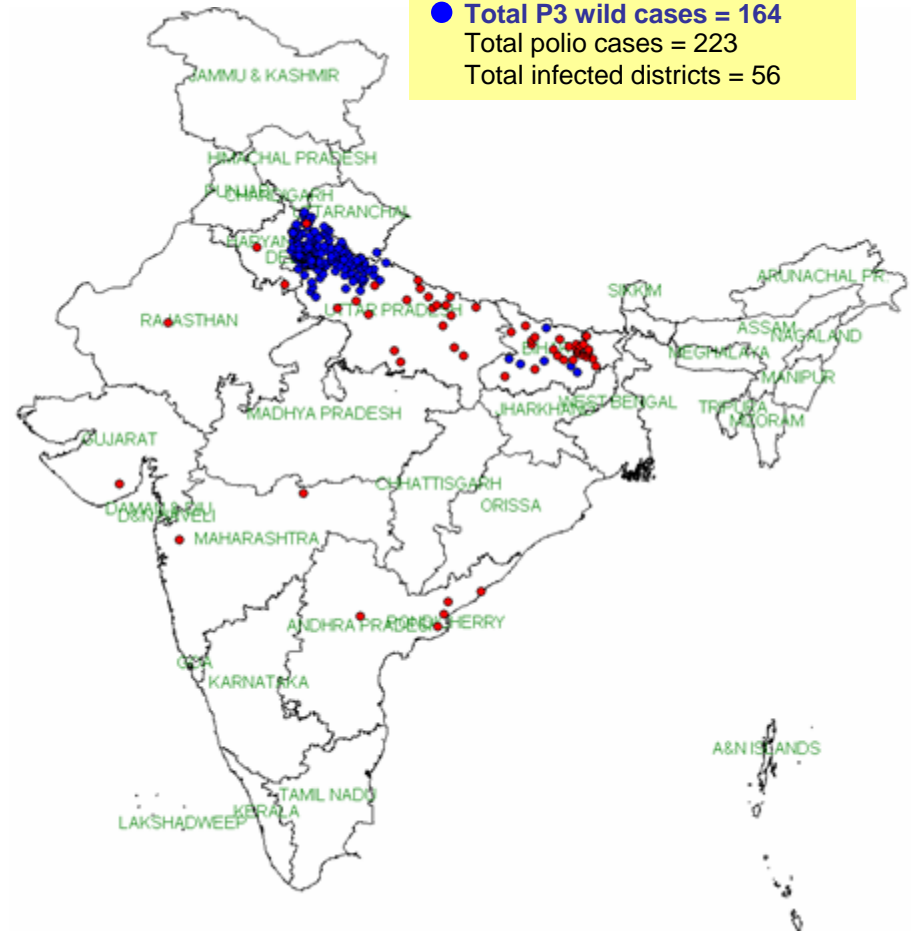 Total P3 wild cases = 164
Total polio cases = 223
Total infected districts = 56
JAMMU & KASHMIR
HIMACHAL PRADESH
PUNJAB
CHANDIGARH
UTTARANCHAL
HARYANA
RAJASTHAN
UTTAR PRADESH
SIKKIM
ARUNACHAL PR.
ASSAM
NAGALAND
BIHAR
MEGHALAYA
MANIPUR
JHARKHAND
WEST BENGAL
TRIPURA
MIZORAM
MADHYA PRADESH
GUJARAT
CHHATTISGARH
ORISSA
DAMAN & DIU
D&N HAVELI
MAHARASHTRA
ANDHRA PRADESH
PONDICHERRY
GOA
KARNATAKA
A&N ISLANDS
TAMIL NADU
KERALA
LAKSHADWEEP